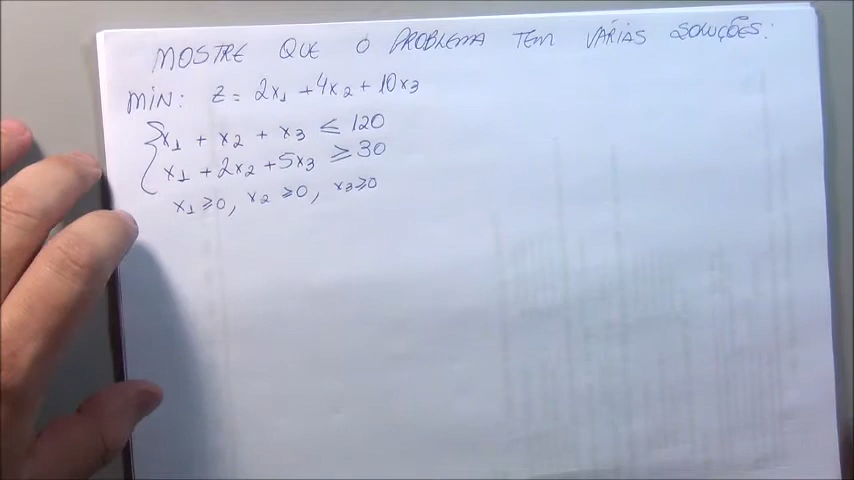 MOSTRE QUE O PROBLEMA TEM VÁRIAS SOLUÇÕES:
MIN: Z = 2x₁ + 4x₂ + 10x₃
x₁ + x₂ + x₃ ≤ 120
x₁ + 2x₂ + 5x₃ ≥ 30
x₁ ≥ 0, x₂ ≥ 0, x₃ ≥ 0